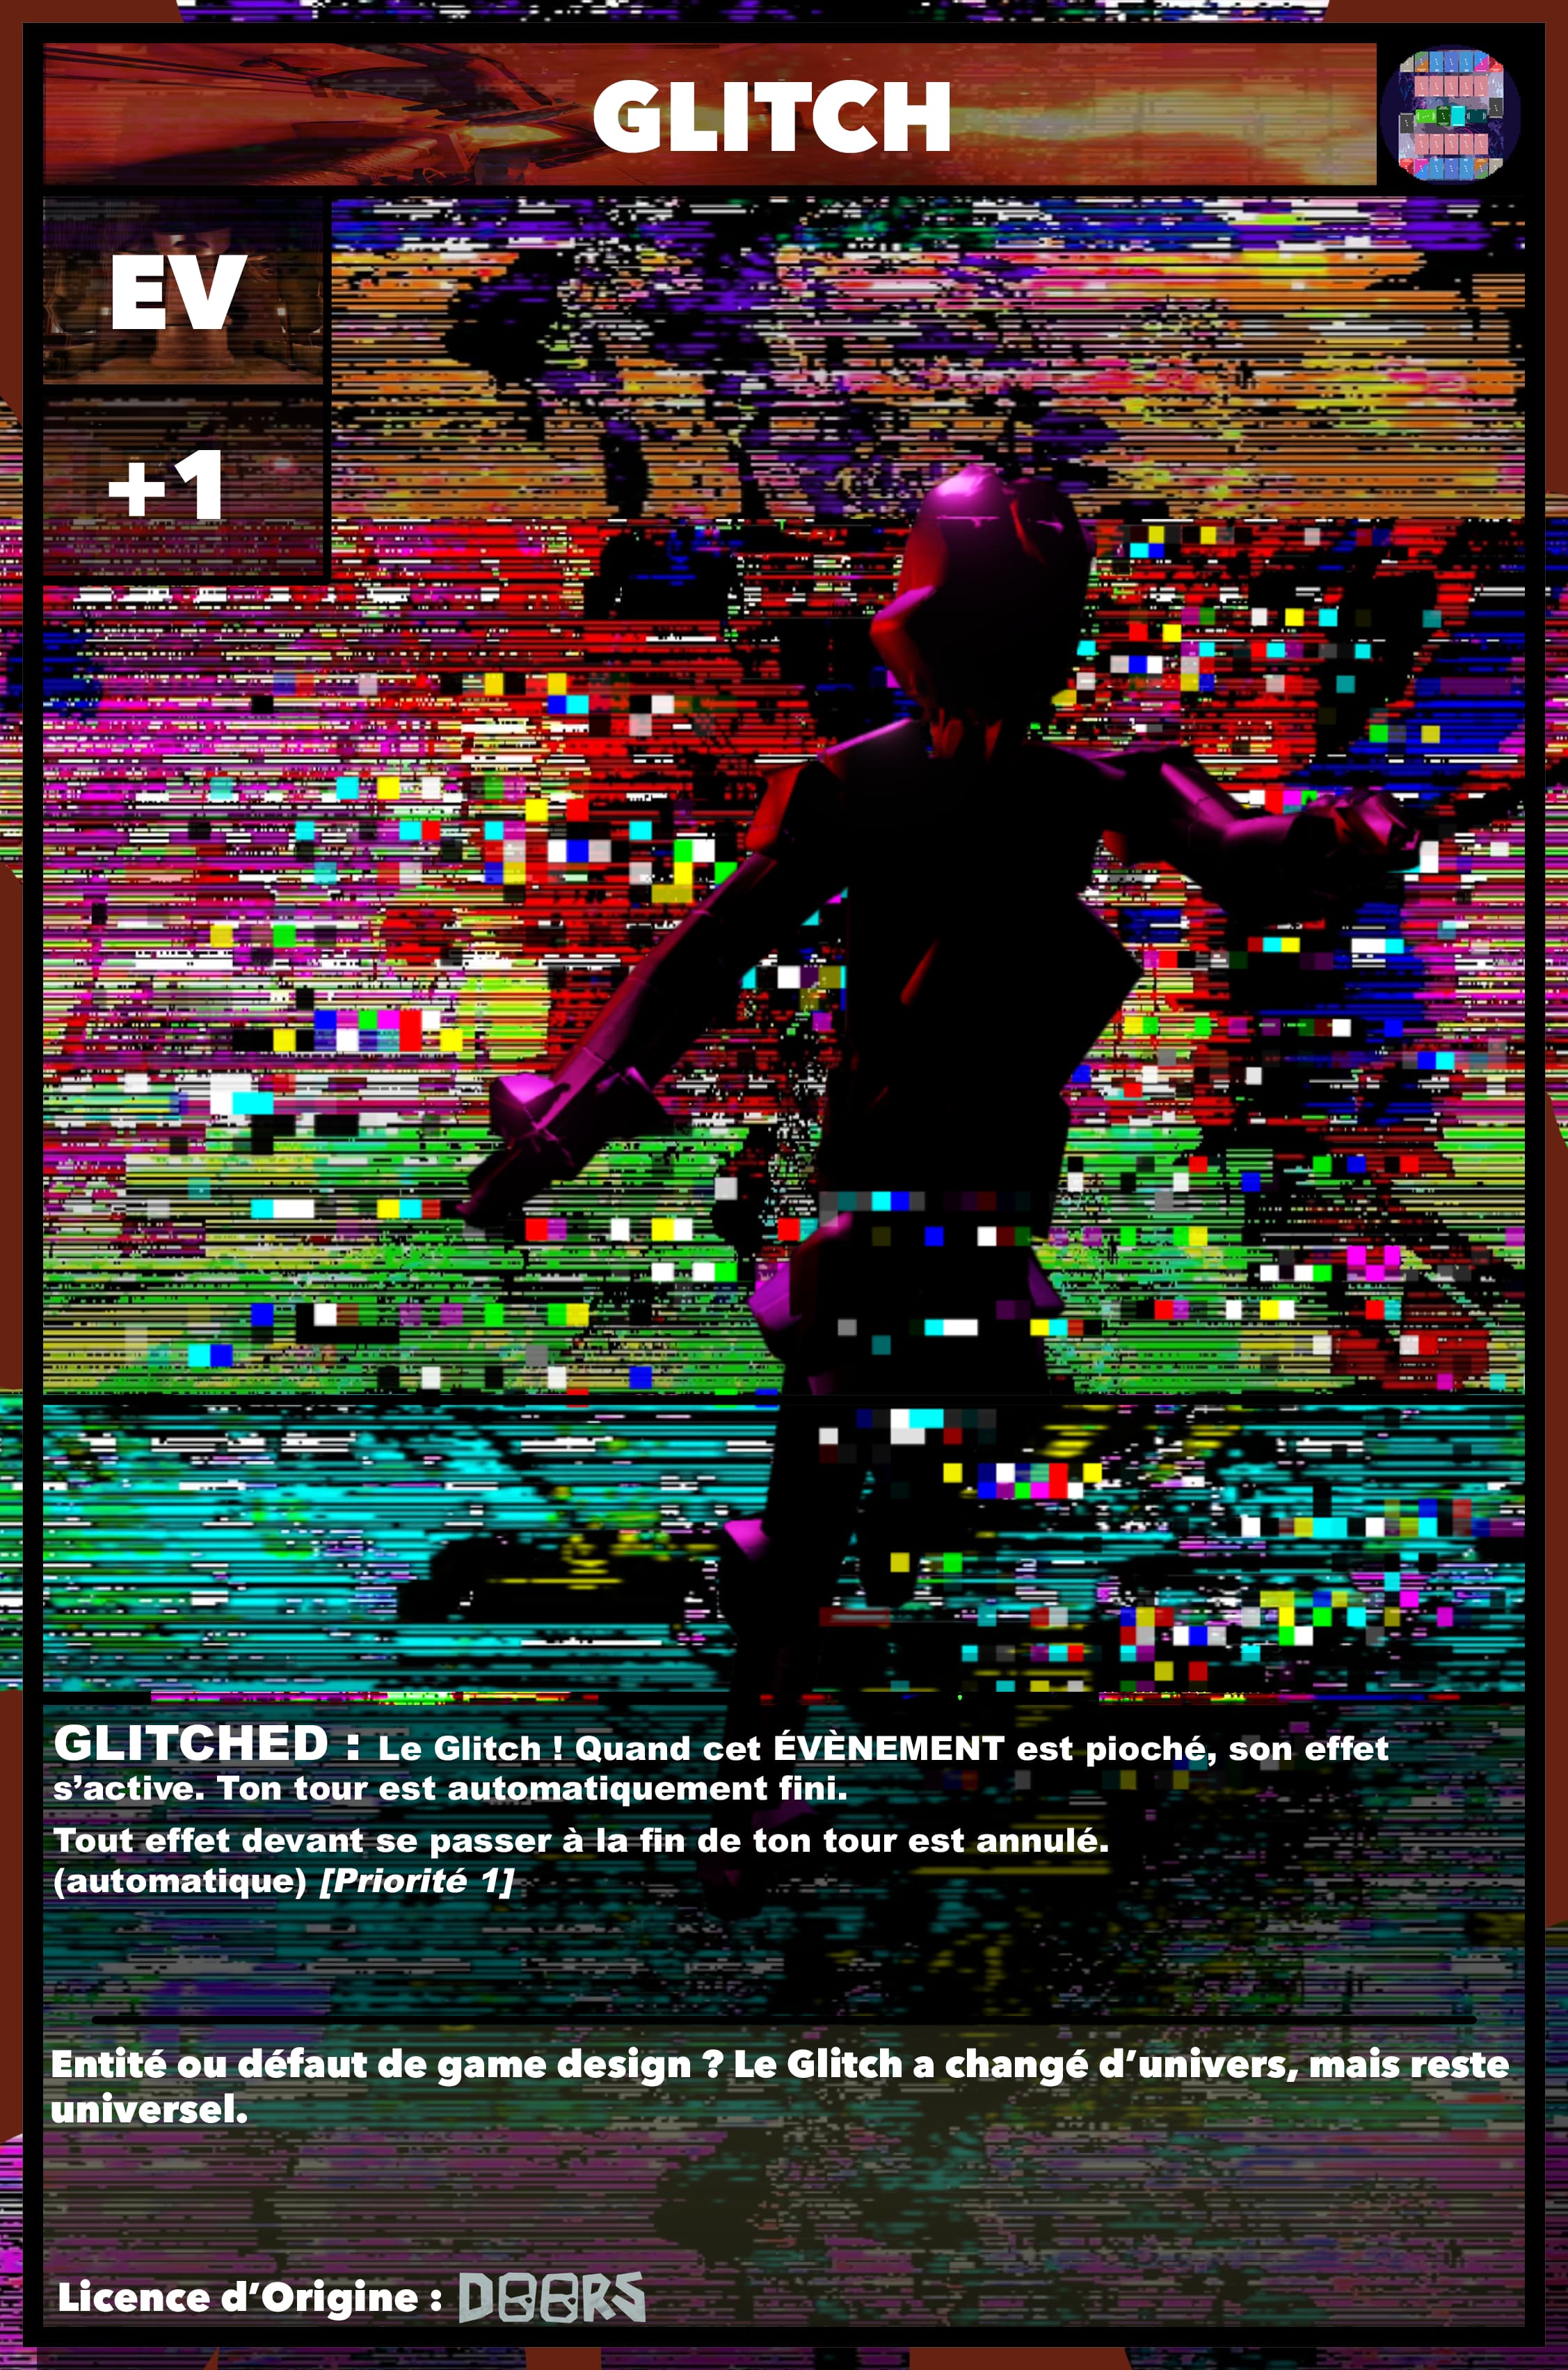 GLITCH
EV
+1
GLITCHED : Le Glitch ! Quand cet ÉVÈNEMENT est pioché, son effet
s’active. Ton tour est automatiquement fini.
Tout effet devant se passer à la fin de ton tour est annulé.
(automatique) [Priorité 1]
Entité ou défaut de game design ? Le Glitch a changé d’univers, mais reste
universel.
Licence d’Origine : DOORS